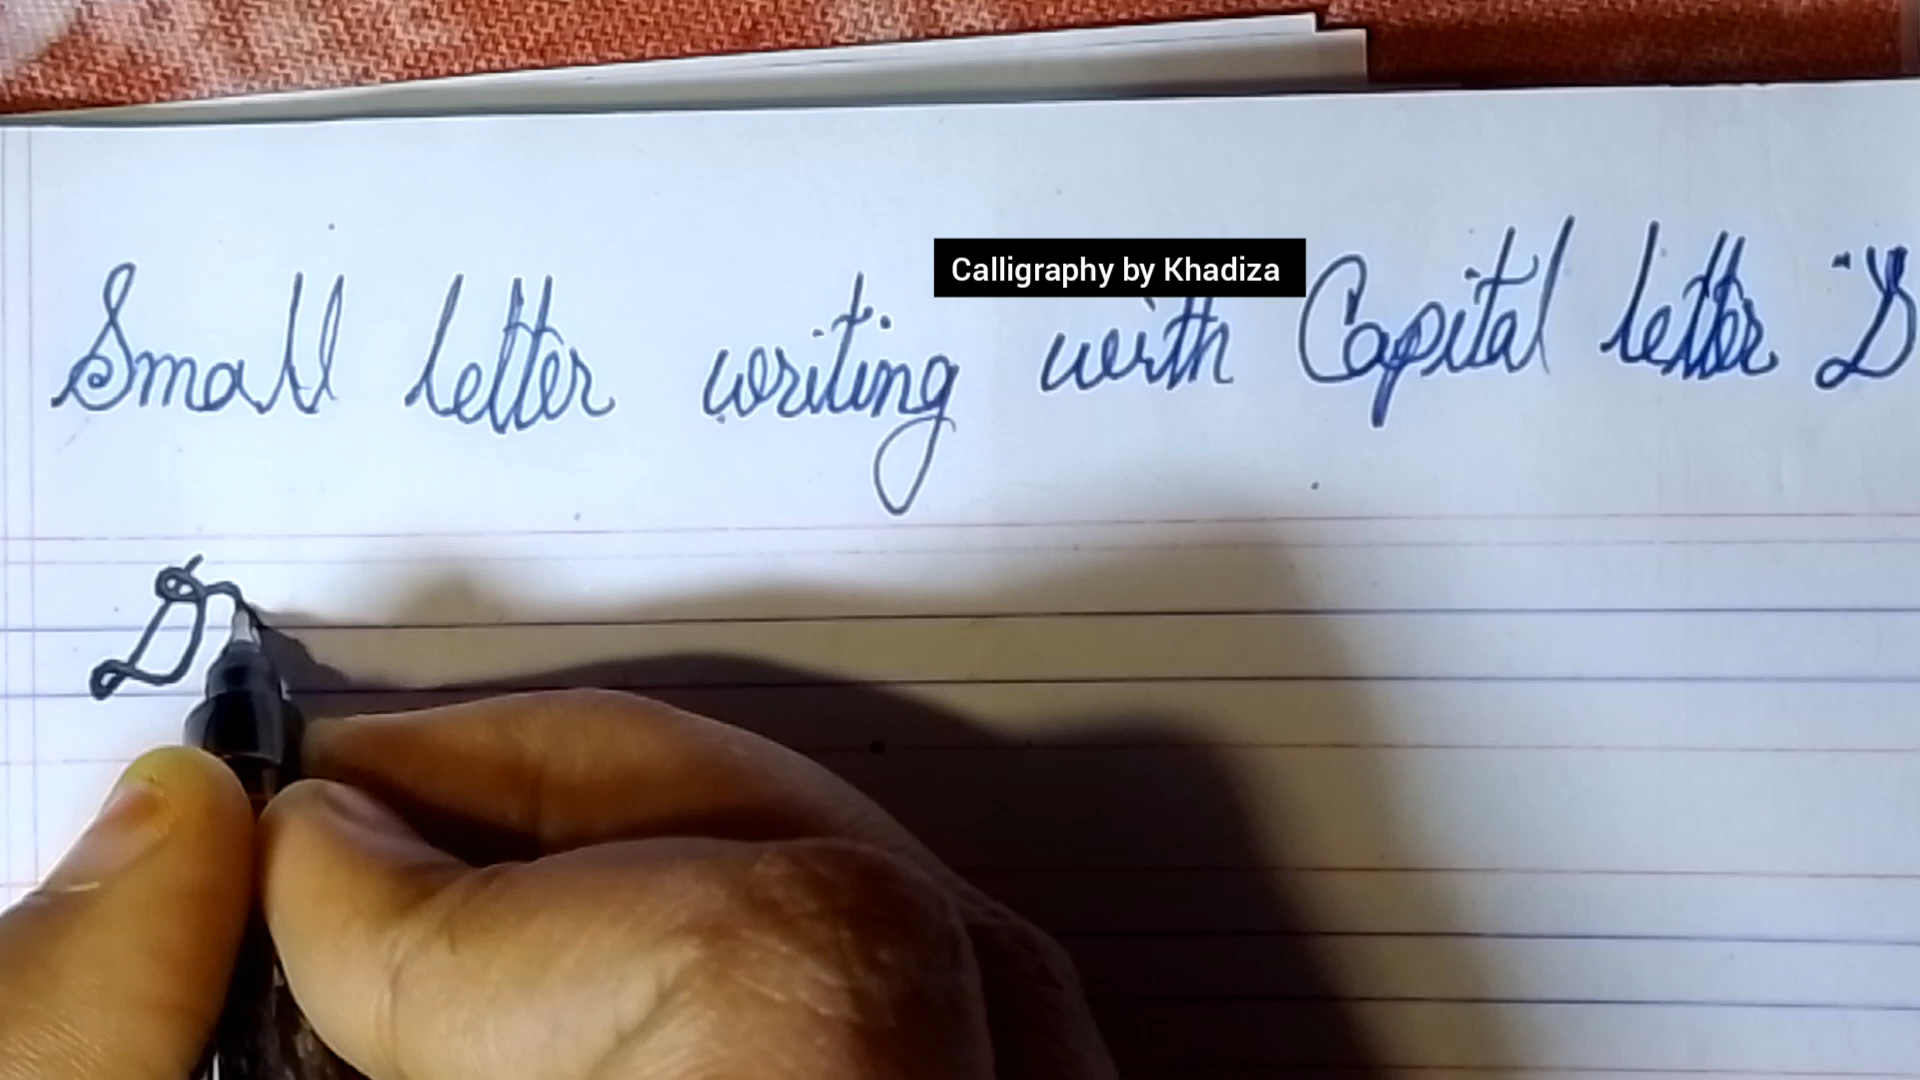 Calligraphy by Khadiza
Small letter writing with Capital letter "D
D